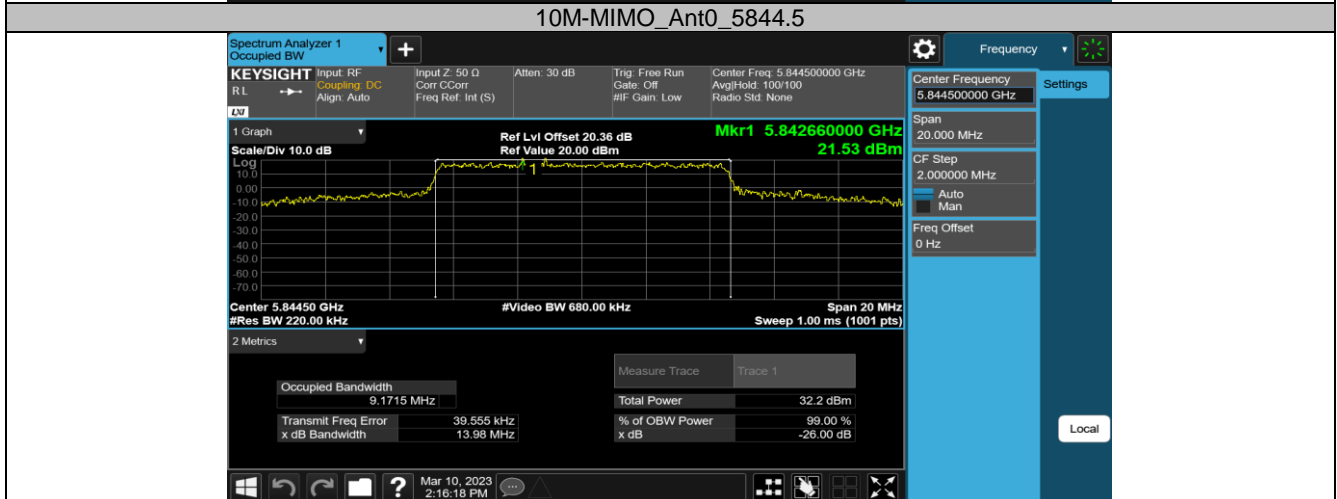 10M-MIMO_Ant0_5844.5
Spectrum Analyzer 1
Occupied BW
+
Frequency
KEYSIGHT
RL
LXI
Input: RF
Coupling: DC
Align: Auto
Input Z: 50 Ω
Corr CCorr
Freq Ref: Int (S)
Atten: 30 dB
Trig: Free Run
Gate: Off
#IF Gain: Low
Center Freq: 5.844500000 GHz
Avg|Hold: 100/100
Radio Std: None
Center Frequency
5.844500000 GHz
Settings
Span
20.000 MHz
CF Step
2.000000 MHz
Auto
Man
Freq Offset
0 Hz
1 Graph
Scale/Div 10.0 dB
Ref Lvl Offset 20.36 dB
Ref Value 20.00 dBm
Mkr1 5.842660000 GHz
21.53 dBm
Log
10.0
0.00
-10.0
-20.0
-30.0
-40.0
-50.0
-60.0
-70.0
1
Center 5.84450 GHz
#Video BW 680.00 kHz
Span 20 MHz
#Res BW 220.00 kHz
Sweep 1.00 ms (1001 pts)
2 Metrics
Measure Trace Trace 1
Occupied Bandwidth
9.1715 MHz
Total Power 32.2 dBm
Transmit Freq Error 39.555 kHz
% of OBW Power 99.00 %
x dB Bandwidth 13.98 MHz
x dB -26.00 dB
Local
?
Mar 10, 2023
2:16:18 PM